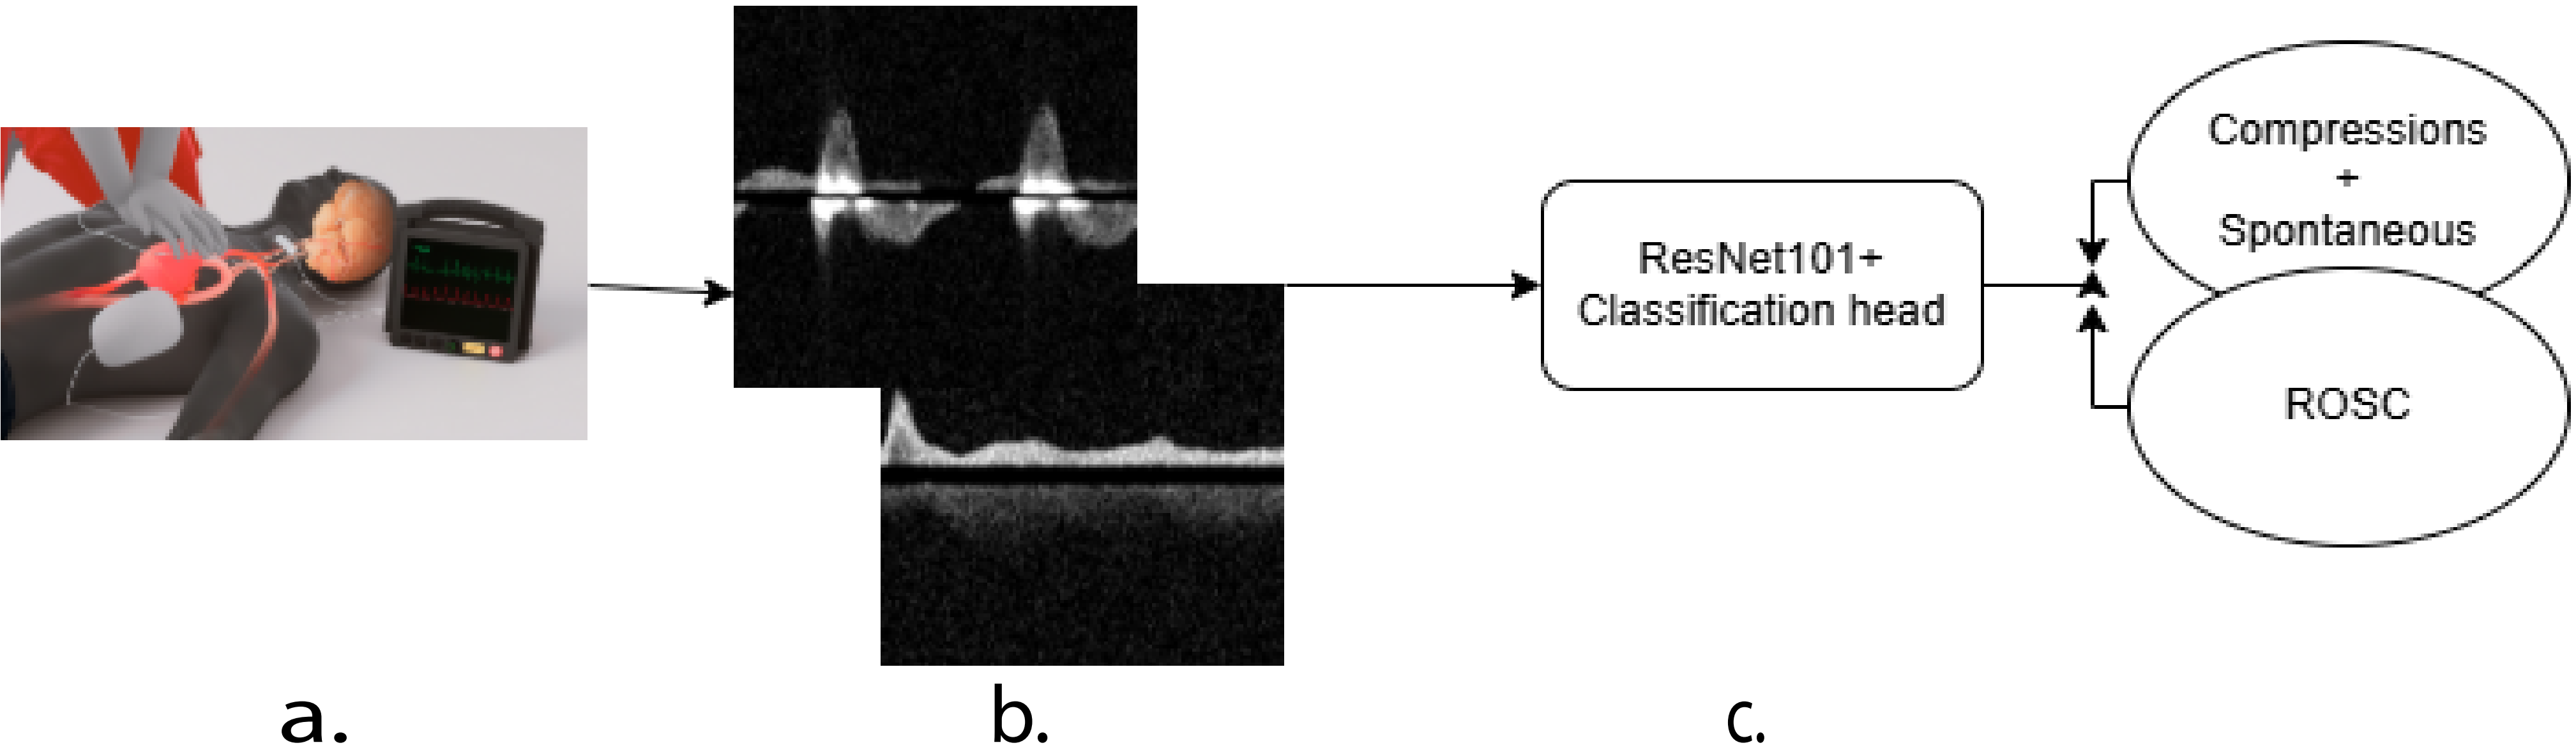 ResNet101+
Classification head
Compressions
+
Spontaneous
ROSC
a.
b.
c.